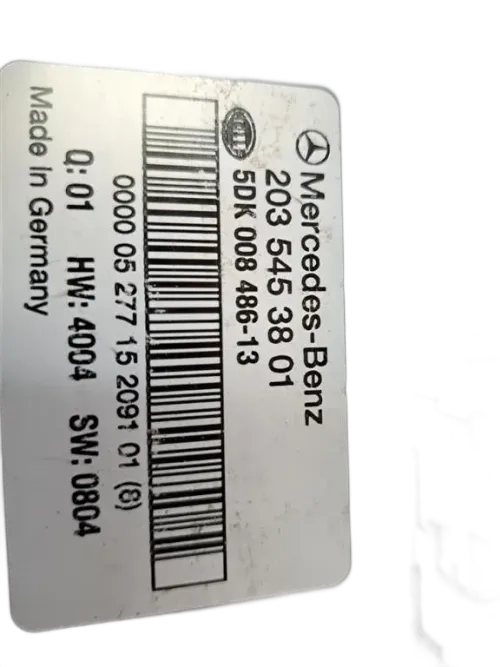 Mercedes-Benz
203 545 38 01
HELLA 5DK 008 486-13
0000 05 277 15 2091 01 (8)
Q: 01 HW: 4004 SW: 0804
Made In Germany